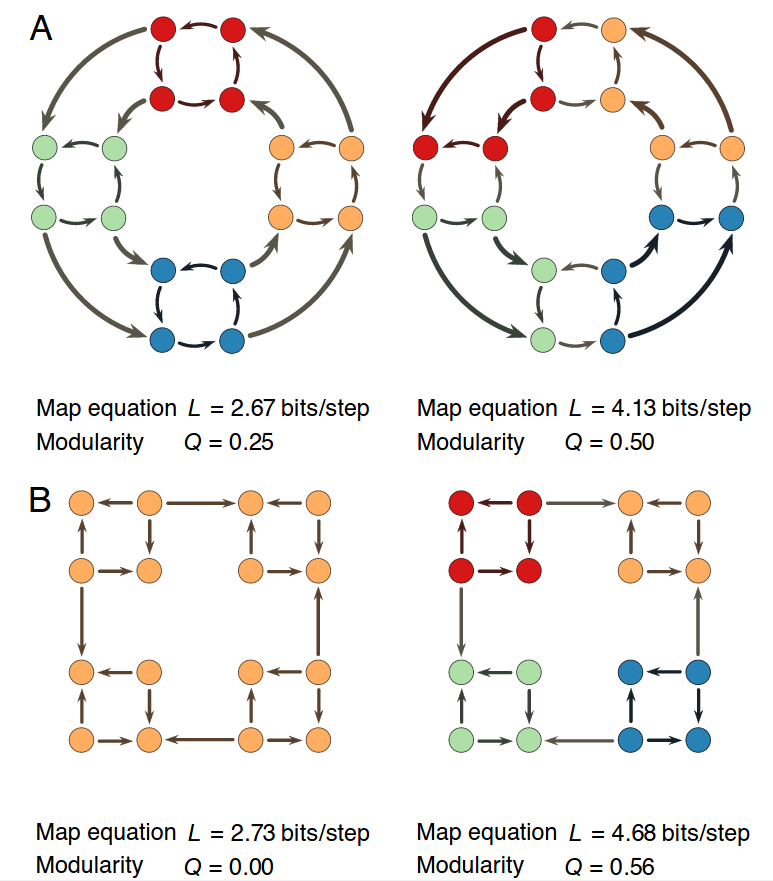 A
Map equation L = 2.67 bits/step
Modularity Q = 0.25
Map equation L = 4.13 bits/step
Modularity Q = 0.50
B
Map equation L = 2.73 bits/step
Modularity Q = 0.00
Map equation L = 4.68 bits/step
Modularity Q = 0.56